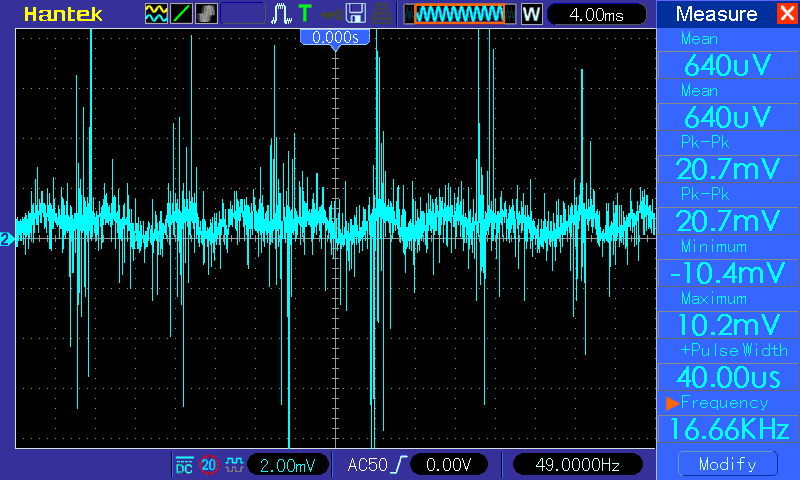 Hantek T W 4.00ms Measure
0.000s
Mean
640uV
Mean
640uV
Pk-Pk
20.7mV
Pk-Pk
20.7mV
2
Minimum
-10.4mV
Maximum
10.2mV
+Pulse Width
40.00us
Frequency
16.66KHz
DC 20 2.00mV AC50 0.00V 49.0000Hz Modify